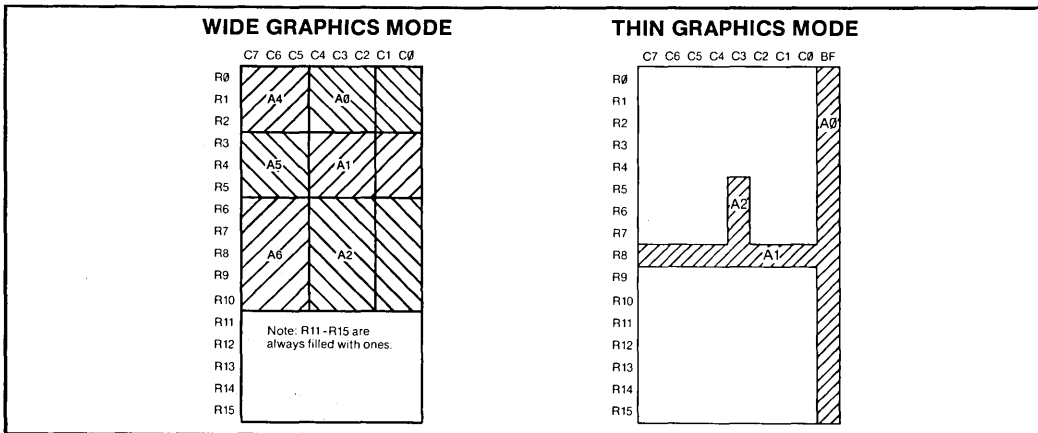 WIDE GRAPHICS MODE
C7 C6 C5 C4 C3 C2 C1 CØ
RØ
R1
R2
R3
R4
R5
R6
R7
R8
R9
R10
R11
R12
R13
R14
R15
A4
AØ
A5
A1
A6
A2
Note: R11-R15 are
always filled with ones.
THIN GRAPHICS MODE
C7 C6 C5 C4 C3 C2 C1 CØ BF
RØ
R1
R2
R3
R4
R5
R6
R7
R8
R9
R10
R11
R12
R13
R14
R15
AØ
A2
A1